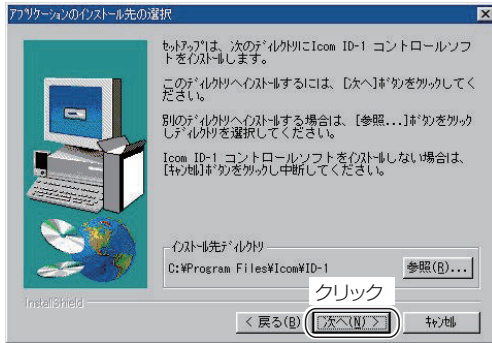 アプリケーションのインストール先の選択
セットアップは、次のディレクトリにIcom ID-1 コントロールソフ
トをインストールします。
このディレクトリへインストールするには、[次へ]ボタンをクリックしてく
ださい。
別のディレクトリへインストールする場合は、[参照...]ボタンをクリック
しディレクトリを選択してください。
Icom ID-1 コントロールソフトをインストールしない場合は、
[キャンセル]ボタンをクリックし中断してください。
インストール先ディレクトリ
C:¥Program Files¥Icom¥ID-1
参照(R)...
クリック
InstallShield
< 戻る(B)
次へ(N) >
キャンセル